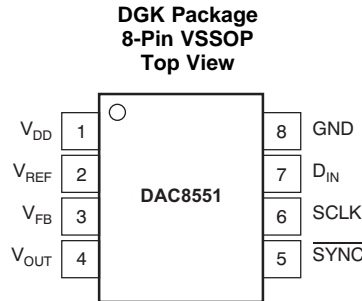 DGK Package
8-Pin VSSOP
Top View
V_DD 1 8 GND
V_REF 2 7 D_IN
DAC8551
V_FB 3 6 SCLK
V_OUT 4 5 SYNC